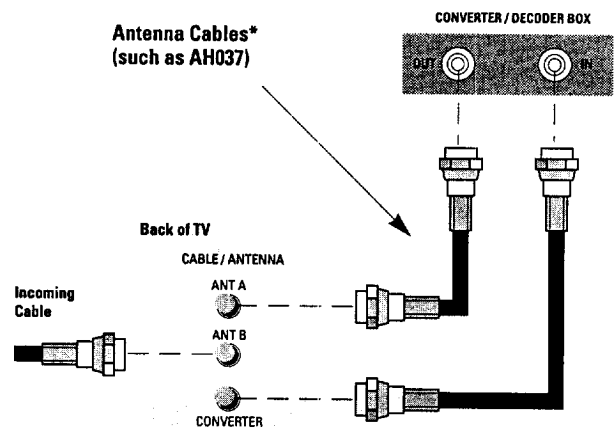 CONVERTER / DECODER BOX
Antenna Cables*
(such as AH037)
OUT
IN
Back of TV
CABLE / ANTENNA
ANT A
Incoming
Cable
ANT B
CONVERTER